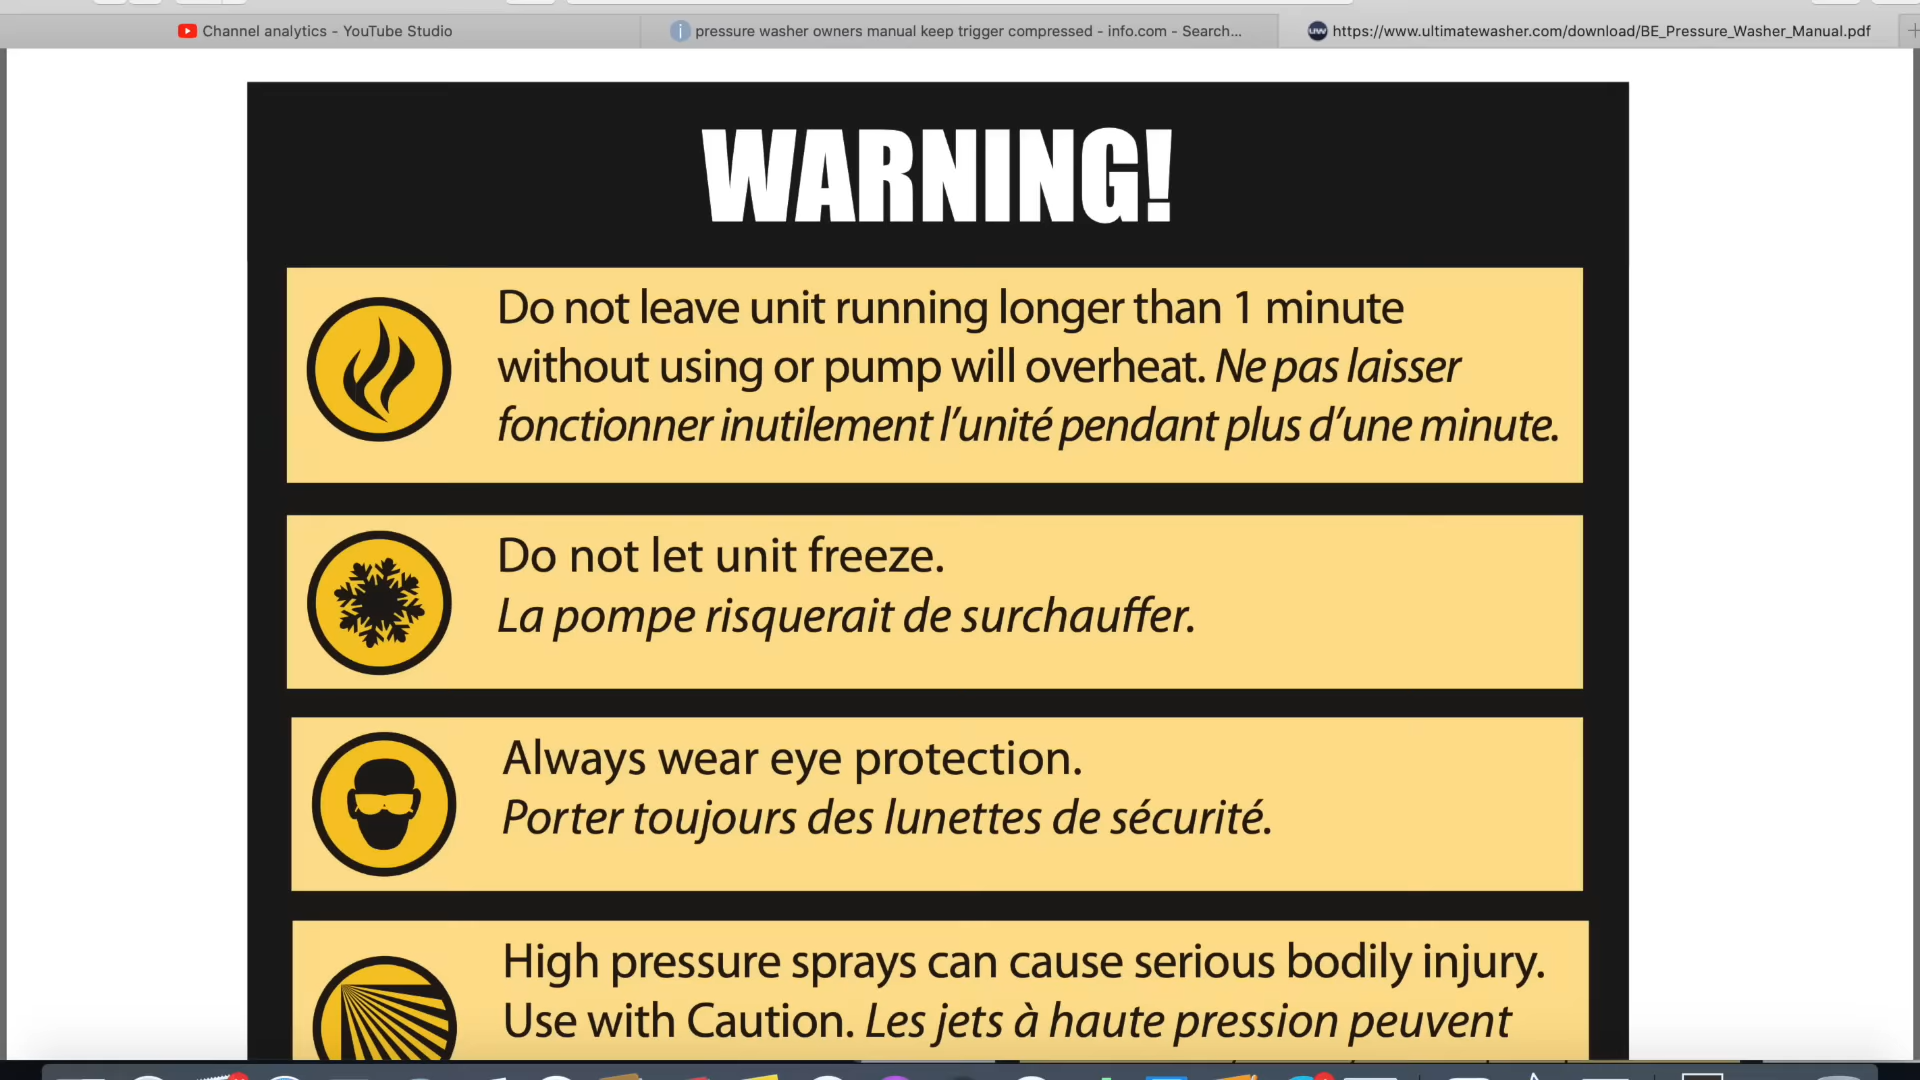 Channel analytics - YouTube Studio
pressure washer owners manual keep trigger compressed - info.com - Search...
UW https://www.ultimatewasher.com/download/BE_Pressure_Washer_Manual.pdf
WARNING!
Do not leave unit running longer than 1 minute
without using or pump will overheat. Ne pas laisser
fonctionner inutilement l’unité pendant plus d’une minute.
Do not let unit freeze.
La pompe risquerait de surchauffer.
Always wear eye protection.
Porter toujours des lunettes de sécurité.
High pressure sprays can cause serious bodily injury.
Use with Caution. Les jets à haute pression peuvent